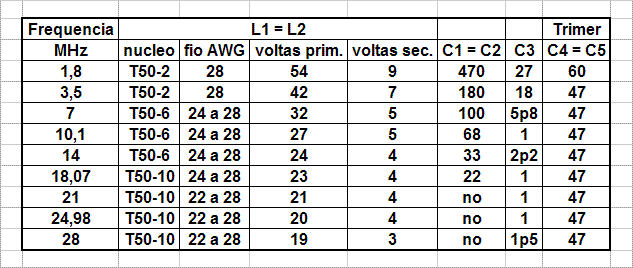 Frequencia L1 = L2 Trimer
MHz nucleo fio AWG voltas prim. voltas sec. C1 = C2 C3 C4 = C5
1,8 T50-2 28 54 9 470 27 60
3,5 T50-2 28 42 7 180 18 47
7 T50-6 24 a 28 32 5 100 5p8 47
10,1 T50-6 24 a 28 27 5 68 1 47
14 T50-6 24 a 28 24 4 33 2p2 47
18,07 T50-10 24 a 28 23 4 22 1 47
21 T50-10 22 a 28 21 4 no 1 47
24,98 T50-10 22 a 28 20 4 no 1 47
28 T50-10 22 a 28 19 3 no 1p5 47